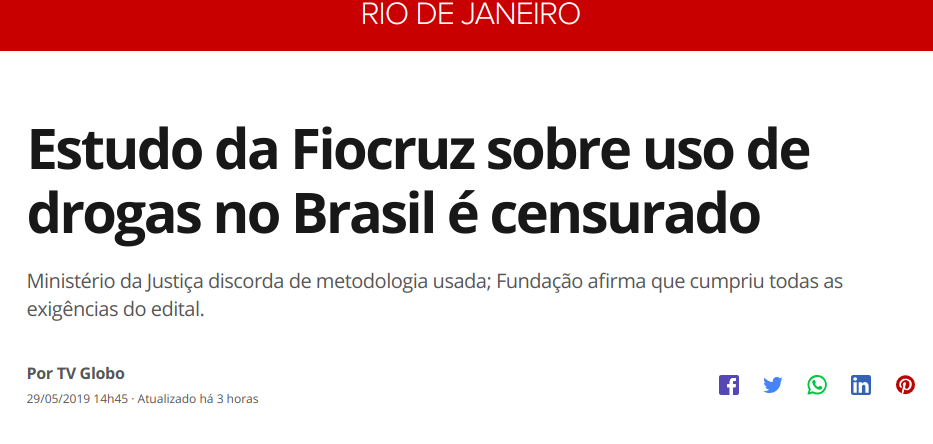 RIO DE JANEIRO
Estudo da Fiocruz sobre uso de
drogas no Brasil é censurado
Ministério da Justiça discorda de metodologia usada; Fundação afirma que cumpriu todas as
exigências do edital.
Por TV Globo
29/05/2019 14h45 · Atualizado há 3 horas